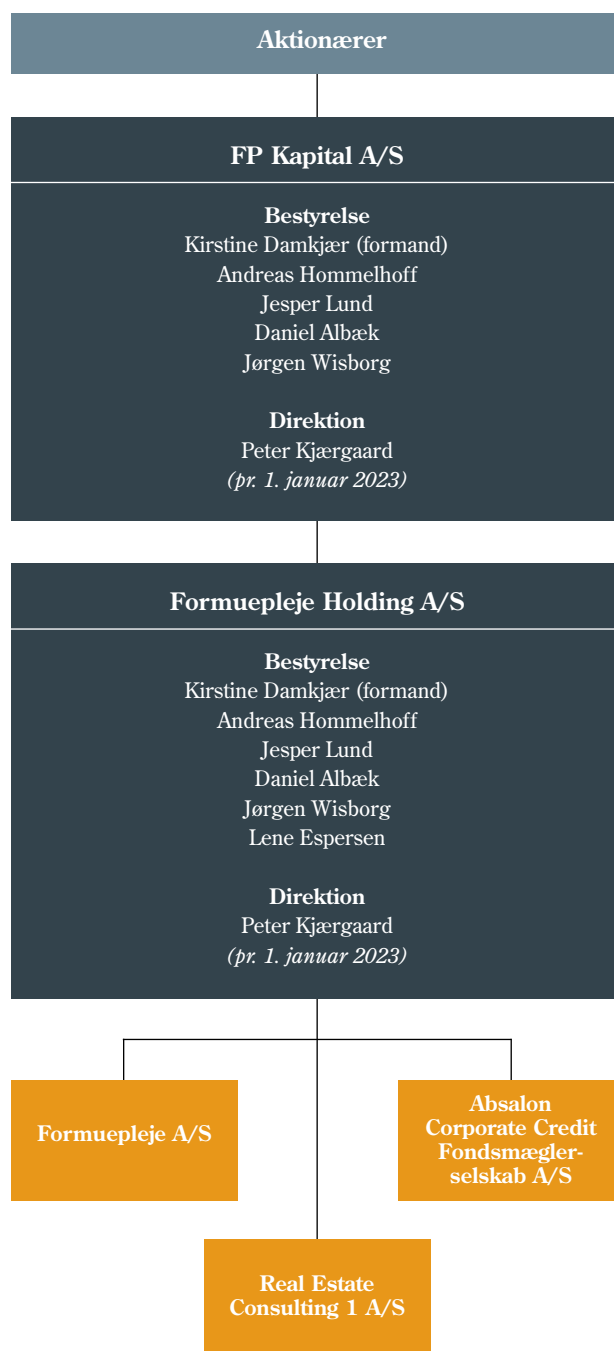 Aktionærer
FP Kapital A/S
Bestyrelse
Kirstine Damkjær (formand)
Andreas Hommelhoff
Jesper Lund
Daniel Albæk
Jørgen Wisborg
Direktion
Peter Kjærgaard
(pr. 1. januar 2023)
Formuepleje Holding A/S
Bestyrelse
Kirstine Damkjær (formand)
Andreas Hommelhoff
Jesper Lund
Daniel Albæk
Jørgen Wisborg
Lene Espersen
Direktion
Peter Kjærgaard
(pr. 1. januar 2023)
Formuepleje A/S
Absalon
Corporate Credit
Fondsmægler-
selskab A/S
Real Estate
Consulting 1 A/S